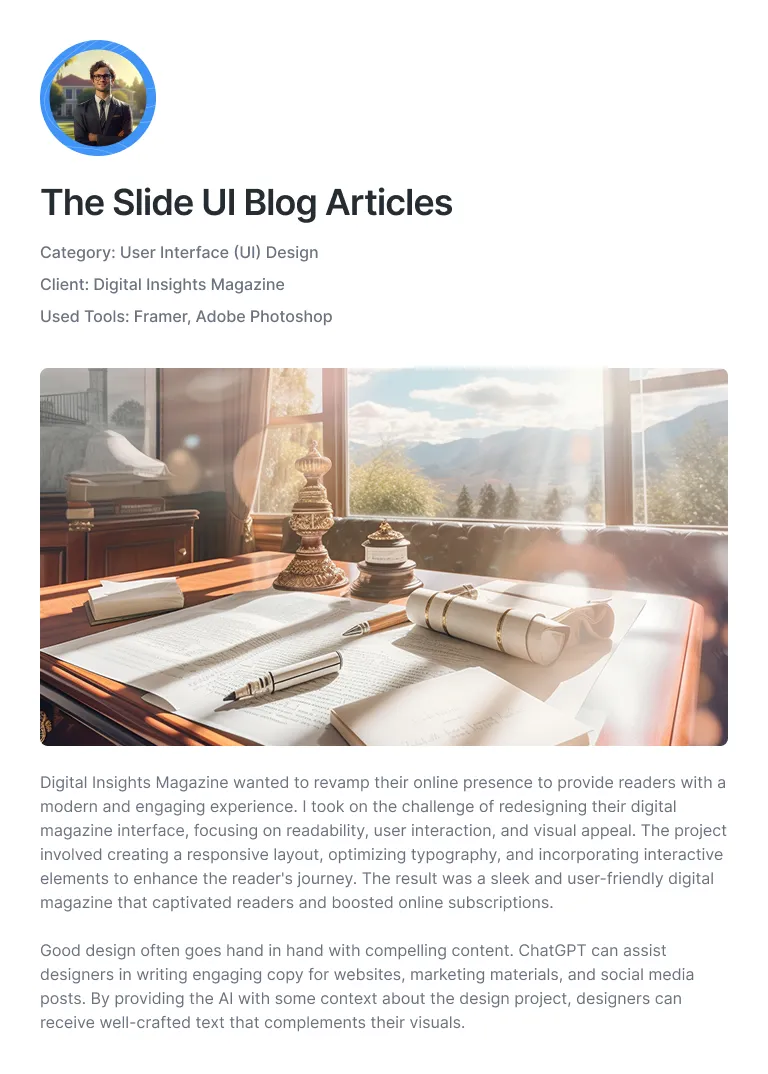 The Slide UI Blog Articles
Category: User Interface (UI) Design
Client: Digital Insights Magazine
Used Tools: Framer, Adobe Photoshop
Digital Insights Magazine wanted to revamp their online presence to provide readers with a
modern and engaging experience. I took on the challenge of redesigning their digital
magazine interface, focusing on readability, user interaction, and visual appeal. The project
involved creating a responsive layout, optimizing typography, and incorporating interactive
elements to enhance the reader's journey. The result was a sleek and user-friendly digital
magazine that captivated readers and boosted online subscriptions.
Good design often goes hand in hand with compelling content. ChatGPT can assist
designers in writing engaging copy for websites, marketing materials, and social media
posts. By providing the AI with some context about the design project, designers can
receive well-crafted text that complements their visuals.